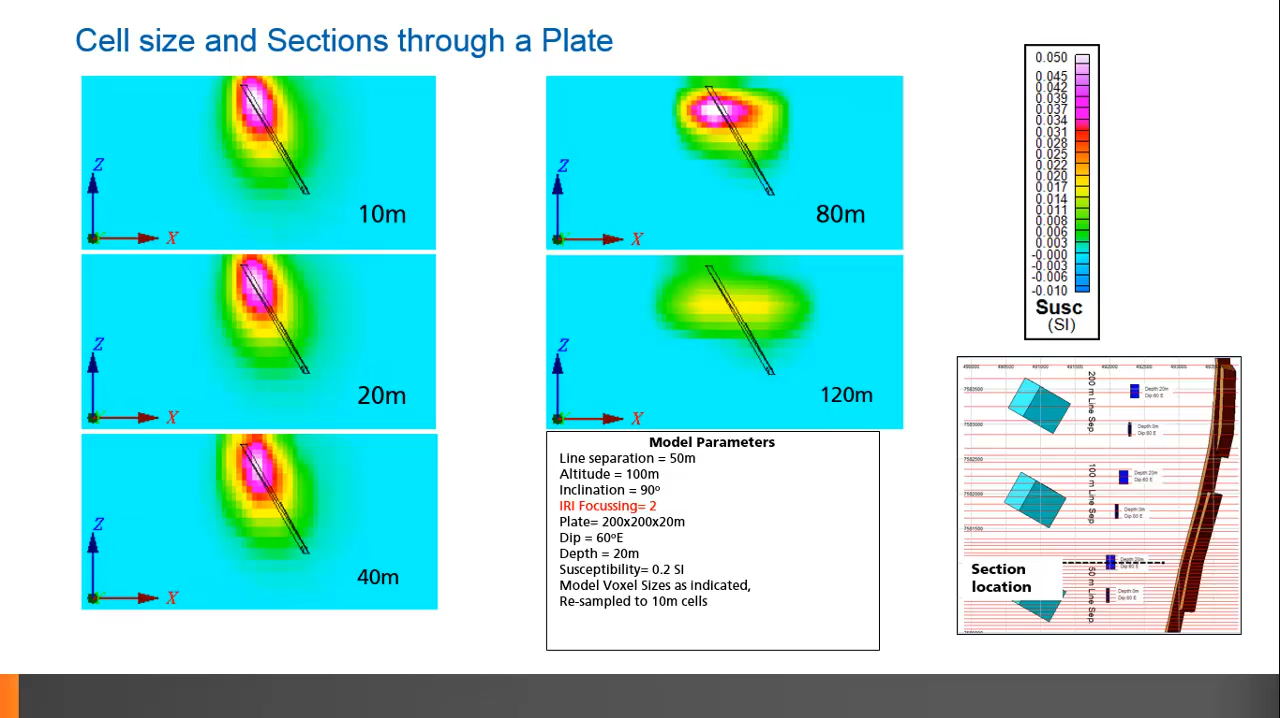 Cell size and Sections through a Plate
Z
X
10m
Z
X
20m
Z
X
40m
Z
X
80m
Z
X
120m
Model Parameters
Line separation = 50m
Altitude = 100m
Inclination = 90º
IRI Focussing= 2
Plate= 200x200x20m
Dip = 60ºE
Depth = 20m
Susceptibility= 0.2 SI
Model Voxel Sizes as indicated,
Re-sampled to 10m cells
0.050
0.045
0.042
0.039
0.037
0.034
0.031
0.028
0.025
0.022
0.020
0.017
0.014
0.011
0.008
0.006
0.003
-0.000
-0.003
-0.006
-0.010
Susc
(SI)
200 m Line Sep.
Depth 20m
Dip 60 E
Depth 0m
Dip 60 E
100 m Line Sep.
Depth 20m
Dip 60 E
Depth 0m
Dip 60 E
50 m Line Sep.
Depth 20m
Dip 60 E
Depth 0m
Dip 60 E
Section
location